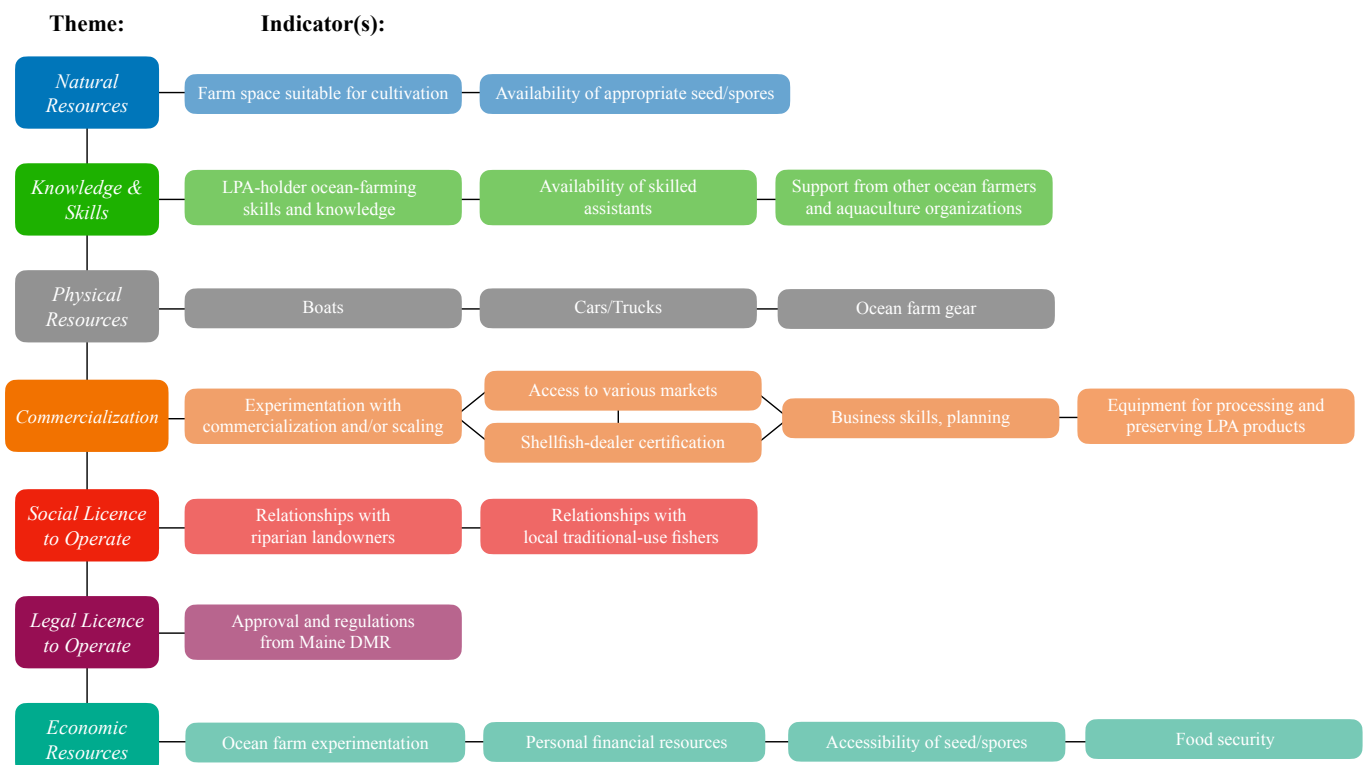 Theme:
Indicator(s):
Natural
Resources
Farm space suitable for cultivation
Availability of appropriate seed/spores
Knowledge &
Skills
LPA-holder ocean-farming
skills and knowledge
Availability of skilled
assistants
Support from other ocean farmers
and aquaculture organizations
Physical
Resources
Boats
Cars/Trucks
Ocean farm gear
Commercialization
Experimentation with
commercialization and/or scaling
Access to various markets
Shellfish-dealer certification
Business skills, planning
Equipment for processing and
preserving LPA products
Social Licence
to Operate
Relationships with
riparian landowners
Relationships with
local traditional-use fishers
Legal Licence
to Operate
Approval and regulations
from Maine DMR
Economic
Resources
Ocean farm experimentation
Personal financial resources
Accessibility of seed/spores
Food security